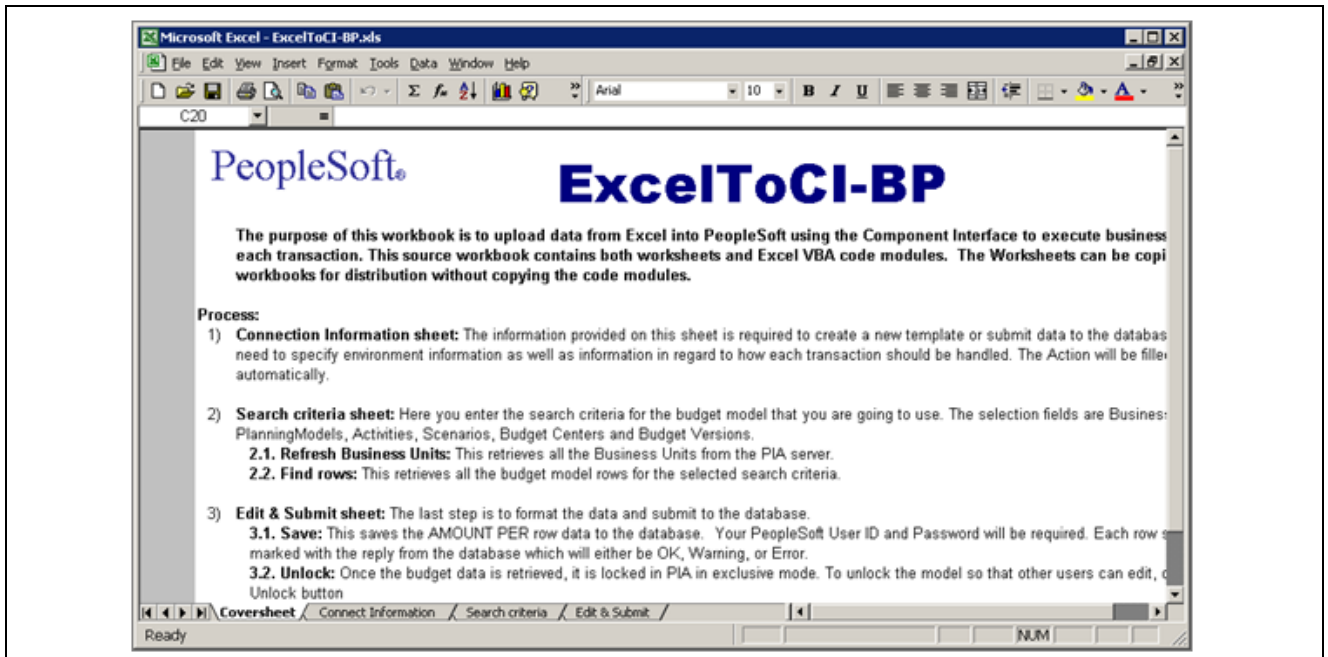 Microsoft Excel - ExcelToCI-BP.xls
File Edit View Insert Format Tools Data Window Help
Arial 10 B I U A
C20 =
PeopleSoft®
ExcelToCI-BP
The purpose of this workbook is to upload data from Excel into PeopleSoft using the Component Interface to execute business
each transaction. This source workbook contains both worksheets and Excel VBA code modules. The Worksheets can be copi
workbooks for distribution without copying the code modules.
Process:
1) Connection Information sheet: The information provided on this sheet is required to create a new template or submit data to the databas
need to specify environment information as well as information in regard to how each transaction should be handled. The Action will be fille
automatically.
2) Search criteria sheet: Here you enter the search criteria for the budget model that you are going to use. The selection fields are Busines
PlanningModels, Activities, Scenarios, Budget Centers and Budget Versions.
2.1. Refresh Business Units: This retrieves all the Business Units from the PIA server.
2.2. Find rows: This retrieves all the budget model rows for the selected search criteria.
3) Edit & Submit sheet: The last step is to format the data and submit to the database.
3.1. Save: This saves the AMOUNT PER row data to the database. Your PeopleSoft User ID and Password will be required. Each row s
marked with the reply from the database which will either be OK, Warning, or Error.
3.2. Unlock: Once the budget data is retrieved, it is locked in PIA in exclusive mode. To unlock the model so that other users can edit, c
Unlock button
Coversheet / Connect Information / Search criteria / Edit & Submit /
Ready NUM